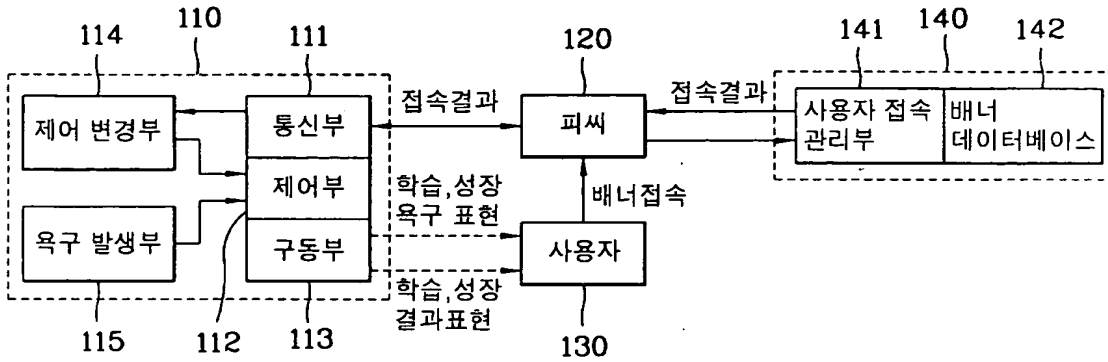 110
114
111
120
140
141
142
제어 변경부
통신부
제어부
욕구 발생부
구동부
접속결과
피씨
접속결과
사용자 접속
관리부
배너
데이터베이스
학습,성장
욕구 표현
배너접속
사용자
학습,성장
결과표현
115
112
113
130